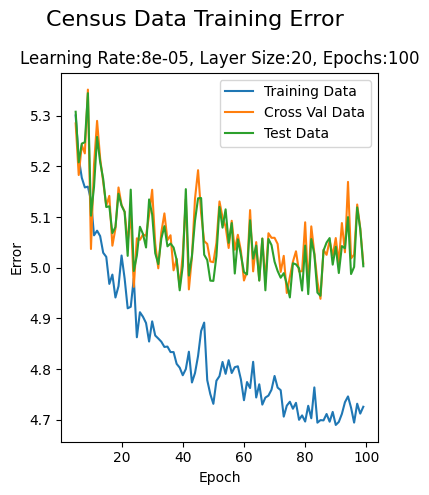 Census Data Training Error
Learning Rate:8e-05, Layer Size:20, Epochs:100
Training Data
Cross Val Data
Test Data
5.3
5.2
5.1
5.0
4.9
4.8
4.7
Error
20
40
60
80
100
Epoch